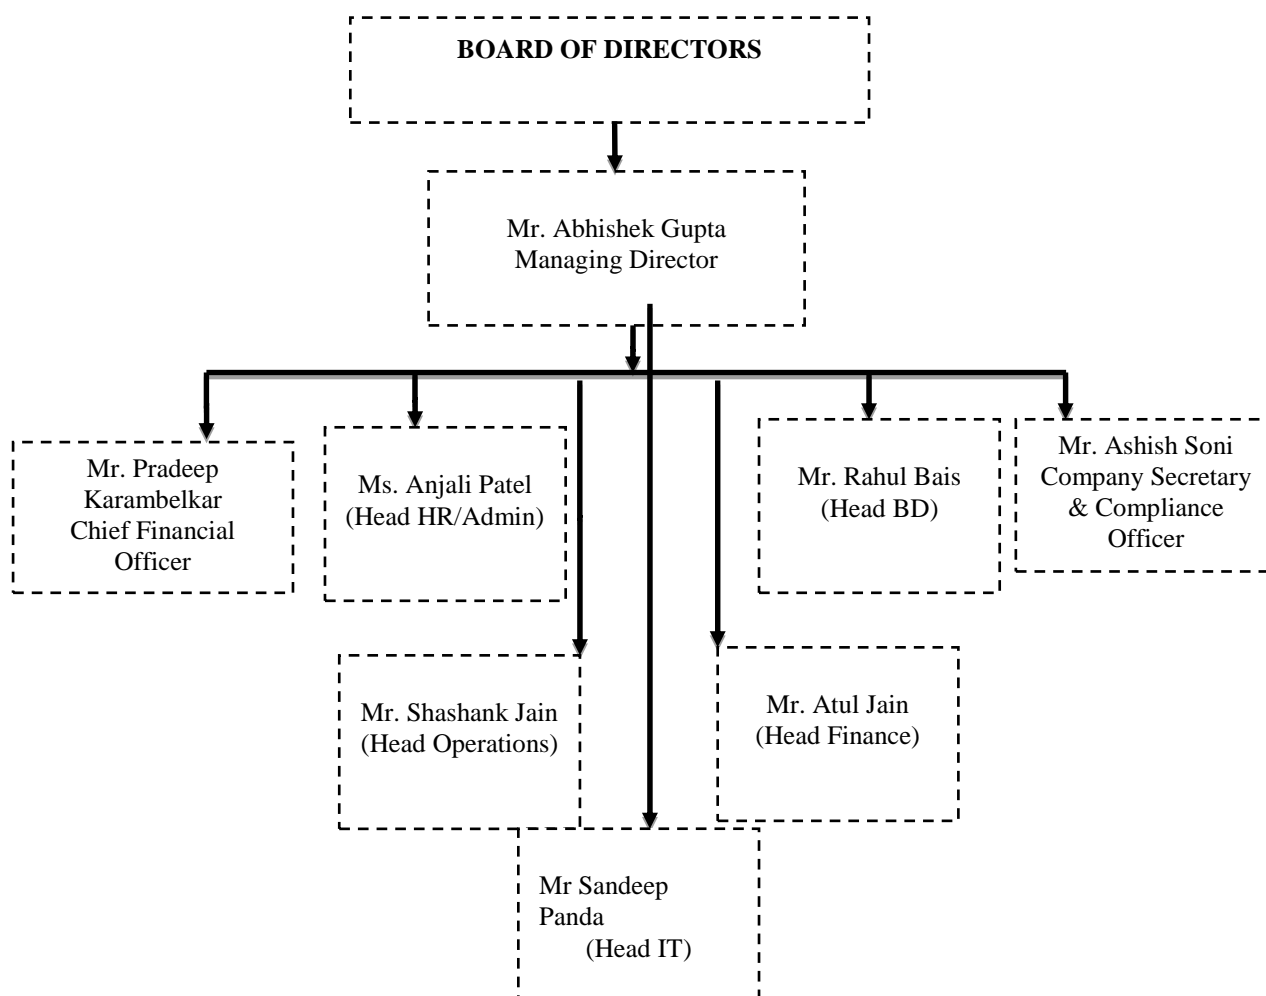 BOARD OF DIRECTORS
Mr. Abhishek Gupta
Managing Director
Mr. Pradeep
Karambelkar
Chief Financial
Officer
Ms. Anjali Patel
(Head HR/Admin)
Mr. Rahul Bais
(Head BD)
Mr. Ashish Soni
Company Secretary
& Compliance
Officer
Mr. Shashank Jain
(Head Operations)
Mr. Atul Jain
(Head Finance)
Mr Sandeep
Panda
(Head IT)